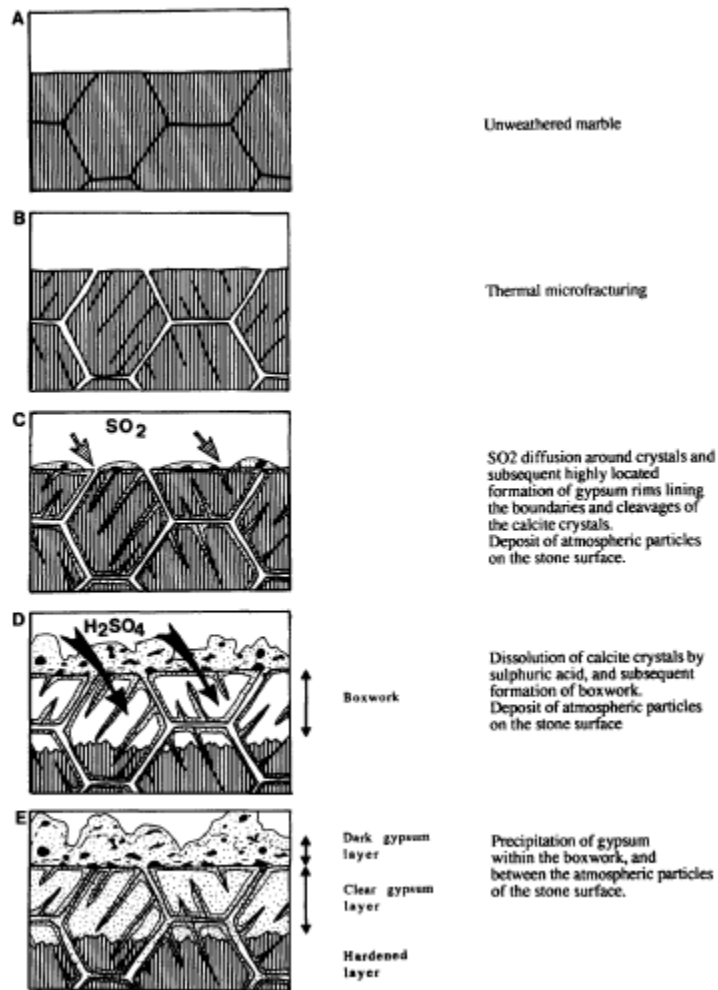 A
Unweathered marble
B
Thermal microfracturing
C
SO2
SO2 diffusion around crystals and
subsequent highly located
formation of gypsum rims lining
the boundaries and cleavages of
the calcite crystals.
Deposit of atmospheric particles
on the stone surface.
D
H2SO4
Boxwork
Dissolution of calcite crystals by
sulphuric acid, and subsequent
formation of boxwork.
Deposit of atmospheric particles
on the stone surface
E
Dark gypsum
layer
Clear gypsum
layer
Hardened
layer
Precipitation of gypsum
within the boxwork, and
between the atmospheric particles
of the stone surface.